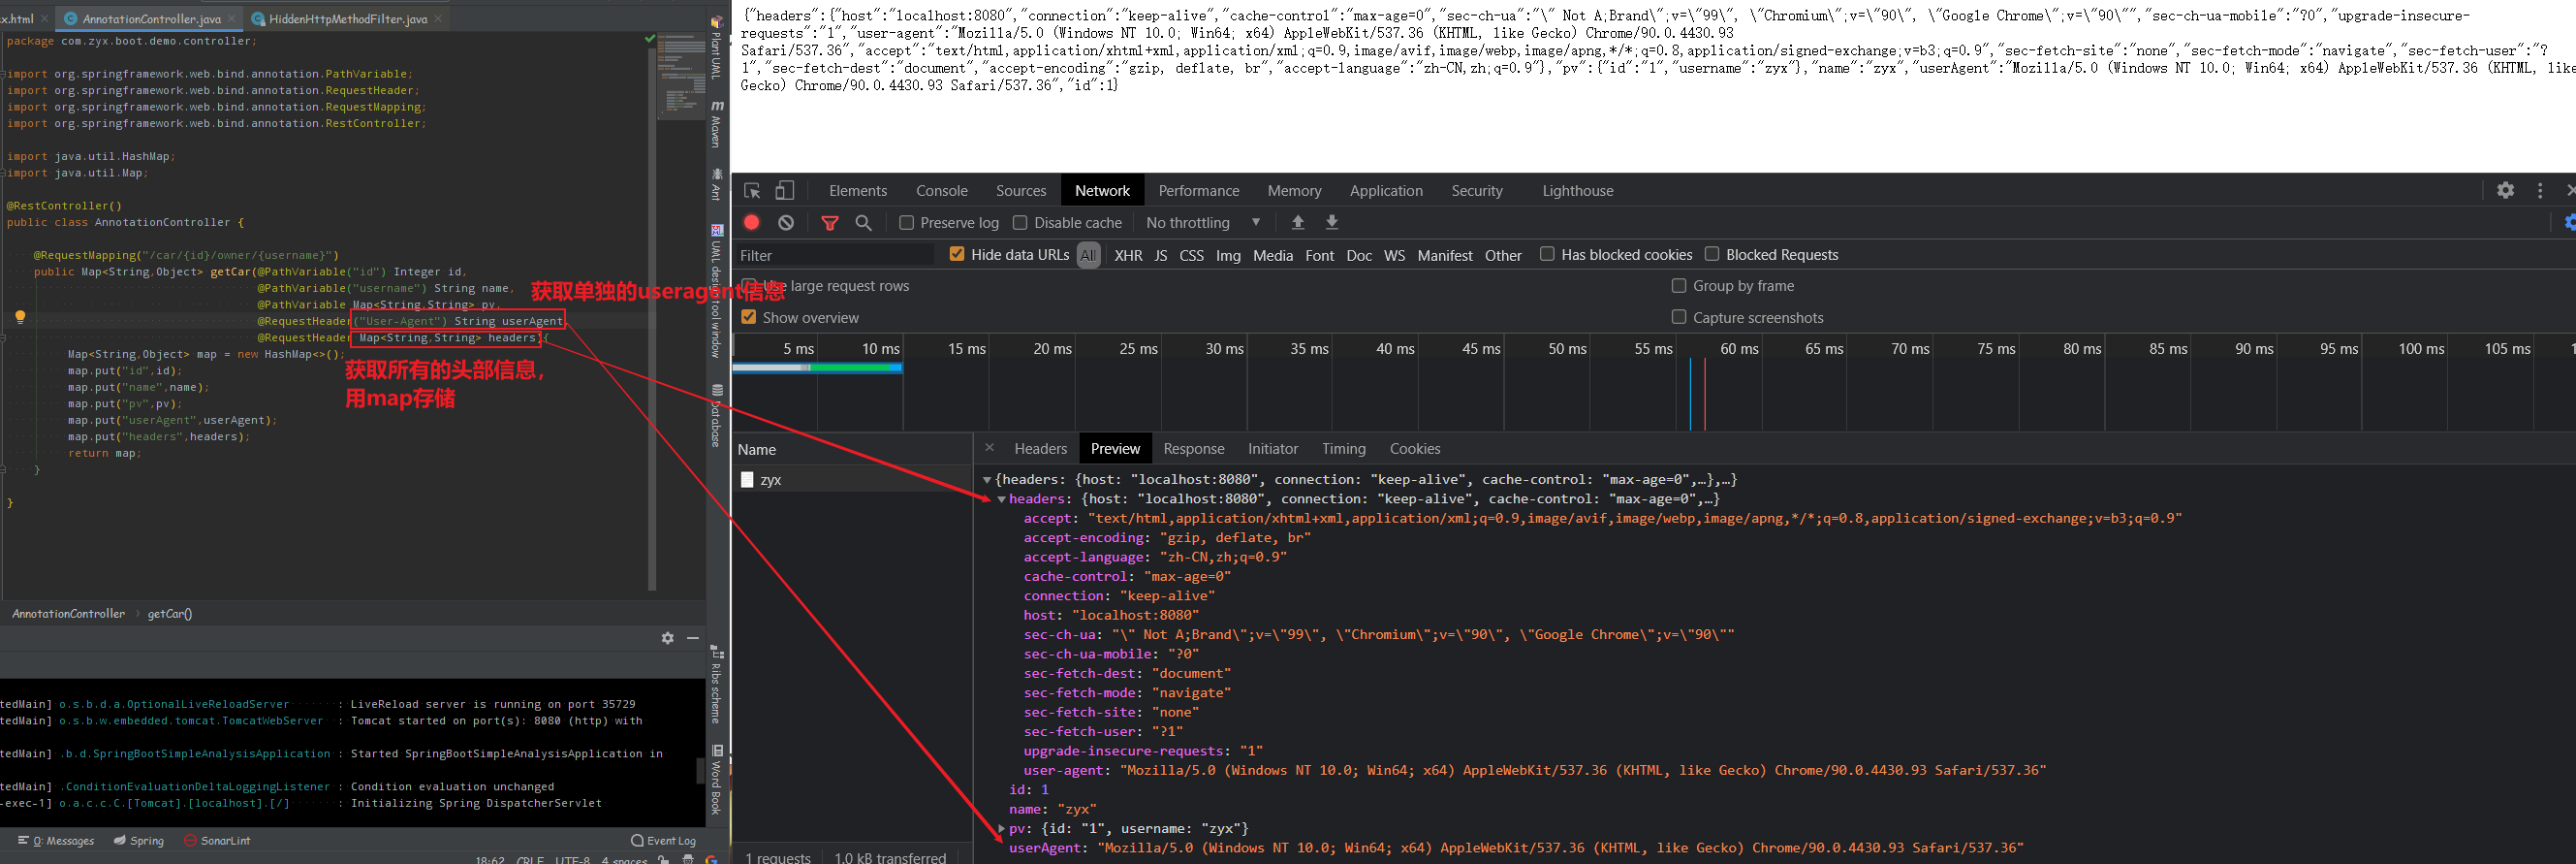 x.html
AnnotationController.java
HiddenHttpMethodFilter.java
package com.zyx.boot.demo.controller;
import org.springframework.web.bind.annotation.PathVariable;
import org.springframework.web.bind.annotation.RequestHeader;
import org.springframework.web.bind.annotation.RequestMapping;
import org.springframework.web.bind.annotation.RestController;
import java.util.HashMap;
import java.util.Map;
@RestController()
public class AnnotationController {
@RequestMapping("/car/{id}/owner/{username}")
public Map<String,Object> getCar(@PathVariable("id") Integer id,
@PathVariable("username") String name,
@PathVariable Map<String,String> pv,
@RequestHeader("User-Agent") String userAgent
@RequestHeader Map<String,String> headers){
Map<String,Object> map = new HashMap<>();
map.put("id",id);
map.put("name",name);
map.put("pv",pv);
map.put("userAgent",userAgent);
map.put("headers",headers);
return map;
}
}
获取单独的useragent信息
获取所有的头部信息，
用map存储
AnnotationController
getCar()
tedMain] o.s.b.d.a.OptionalLiveReloadServer : LiveReload server is running on port 35729
tedMain] o.s.b.w.embedded.tomcat.TomcatWebServer : Tomcat started on port(s): 8080 (http) with
tedMain] .b.d.SpringBootSimpleAnalysisApplication : Started SpringBootSimpleAnalysisApplication in
tedMain] .ConditionEvaluationDeltaLoggingListener : Condition evaluation unchanged
-exec-1] o.a.c.c.C.[Tomcat].[localhost].[/] : Initializing Spring DispatcherServlet
0: Messages
Spring
SonarLint
Event Log
18:62 CRLF UTF-8 4 spaces
Plant UML
Maven
Ant
UML design tool window
Database
Ribs scheme
Word Book
{"headers":{"host":"localhost:8080","connection":"keep-alive","cache-control":"max-age=0","sec-ch-ua":"\" Not A;Brand\";v=\"99\", \"Chromium\";v=\"90\", \"Google Chrome\";v=\"90\"","sec-ch-ua-mobile":"?0","upgrade-insecure-
requests":"1","user-agent":"Mozilla/5.0 (Windows NT 10.0; Win64; x64) AppleWebKit/537.36 (KHTML, like Gecko) Chrome/90.0.4430.93
Safari/537.36","accept":"text/html,application/xhtml+xml,application/xml;q=0.9,image/avif,image/webp,image/apng,*/*;q=0.8,application/signed-exchange;v=b3;q=0.9","sec-fetch-site":"none","sec-fetch-mode":"navigate","sec-fetch-user":"?
1","sec-fetch-dest":"document","accept-encoding":"gzip, deflate, br","accept-language":"zh-CN,zh;q=0.9"},"pv":{"id":"1","username":"zyx"},"name":"zyx","userAgent":"Mozilla/5.0 (Windows NT 10.0; Win64; x64) AppleWebKit/537.36 (KHTML, like
Gecko) Chrome/90.0.4430.93 Safari/537.36","id":1}
Elements Console Sources Network Performance Memory Application Security Lighthouse
Preserve log Disable cache No throttling
Filter Hide data URLs All XHR JS CSS Img Media Font Doc WS Manifest Other Has blocked cookies Blocked Requests
Use large request rows Group by frame
Show overview Capture screenshots
5 ms 10 ms 15 ms 20 ms 25 ms 30 ms 35 ms 40 ms 45 ms 50 ms 55 ms 60 ms 65 ms 70 ms 75 ms 80 ms 85 ms 90 ms 95 ms 100 ms 105 ms
Name
zyx
Headers Preview Response Initiator Timing Cookies
{headers: {host: "localhost:8080", connection: "keep-alive", cache-control: "max-age=0",…},…}
headers: {host: "localhost:8080", connection: "keep-alive", cache-control: "max-age=0",…}
accept: "text/html,application/xhtml+xml,application/xml;q=0.9,image/avif,image/webp,image/apng,*/*;q=0.8,application/signed-exchange;v=b3;q=0.9"
accept-encoding: "gzip, deflate, br"
accept-language: "zh-CN,zh;q=0.9"
cache-control: "max-age=0"
connection: "keep-alive"
host: "localhost:8080"
sec-ch-ua: "\" Not A;Brand\";v=\"99\", \"Chromium\";v=\"90\", \"Google Chrome\";v=\"90\""
sec-ch-ua-mobile: "?0"
sec-fetch-dest: "document"
sec-fetch-mode: "navigate"
sec-fetch-site: "none"
sec-fetch-user: "?1"
upgrade-insecure-requests: "1"
user-agent: "Mozilla/5.0 (Windows NT 10.0; Win64; x64) AppleWebKit/537.36 (KHTML, like Gecko) Chrome/90.0.4430.93 Safari/537.36"
id: 1
name: "zyx"
pv: {id: "1", username: "zyx"}
userAgent: "Mozilla/5.0 (Windows NT 10.0; Win64; x64) AppleWebKit/537.36 (KHTML, like Gecko) Chrome/90.0.4430.93 Safari/537.36"
1 requests 1.0 kB transferred